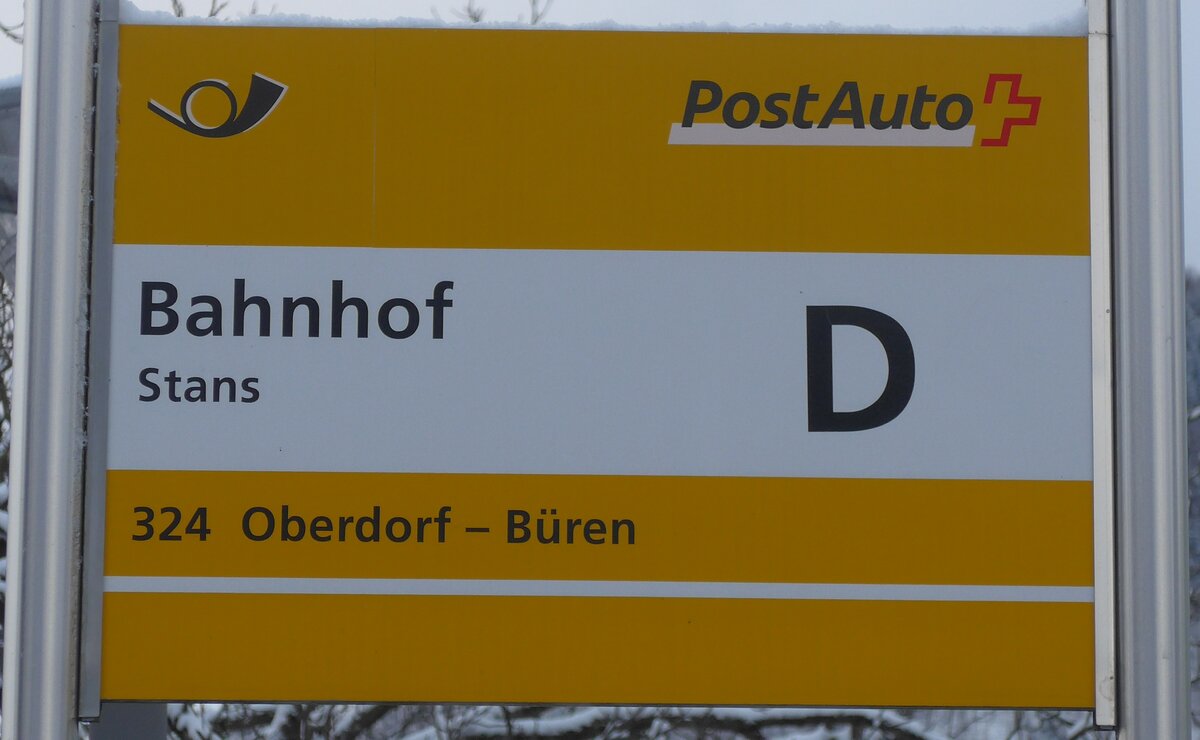 PostAuto
Bahnhof
Stans
D
324 Oberdorf – Büren